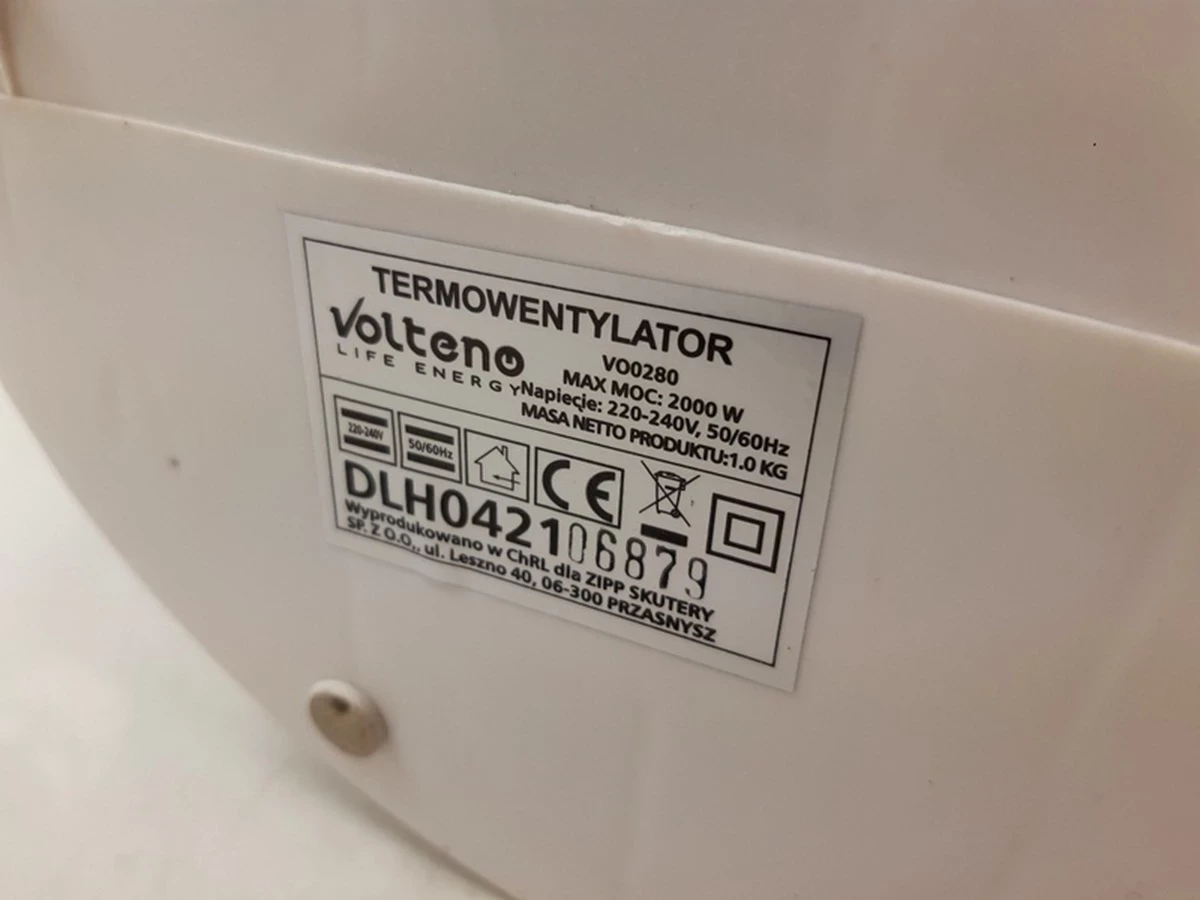 TERMOWENTYLATOR
Volteno
LIFE ENERGY
VO0280
MAX MOC: 2000 W
Napięcie: 220-240V, 50/60Hz
MASA NETTO PRODUKTU:1.0 KG
220-240V
50/60Hz
CE
DLH042106879
Wyprodukowano w ChRL dla ZIPP SKUTERY
SP. Z O.O., ul. Leszno 40, 06-300 PRZASNYSZ